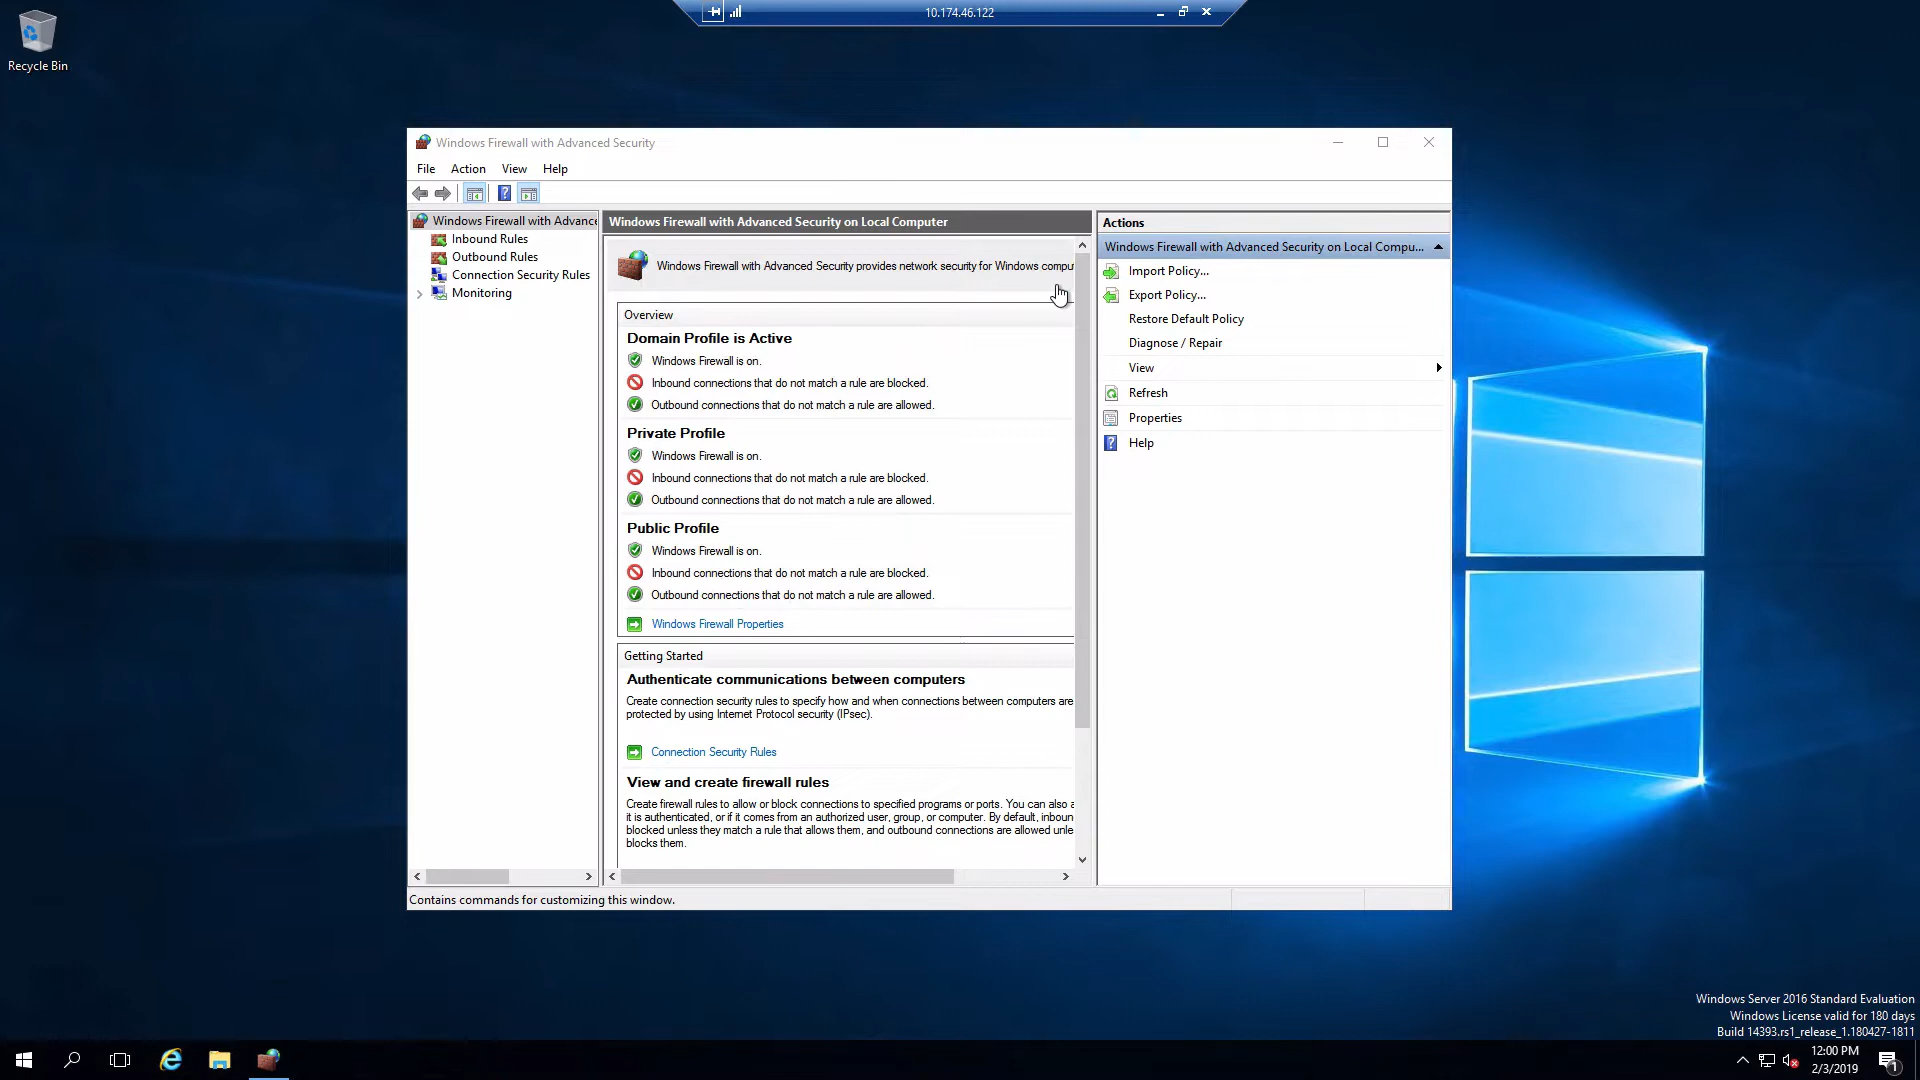 10.174.46.122
Recycle Bin
Windows Firewall with Advanced Security
File Action View Help
Windows Firewall with Advance
Inbound Rules
Outbound Rules
Connection Security Rules
Monitoring
Windows Firewall with Advanced Security on Local Computer
Windows Firewall with Advanced Security provides network security for Windows compu
Overview
Domain Profile is Active
Windows Firewall is on.
Inbound connections that do not match a rule are blocked.
Outbound connections that do not match a rule are allowed.
Private Profile
Windows Firewall is on.
Inbound connections that do not match a rule are blocked.
Outbound connections that do not match a rule are allowed.
Public Profile
Windows Firewall is on.
Inbound connections that do not match a rule are blocked.
Outbound connections that do not match a rule are allowed.
Windows Firewall Properties
Getting Started
Authenticate communications between computers
Create connection security rules to specify how and when connections between computers are
protected by using Internet Protocol security (IPsec).
Connection Security Rules
View and create firewall rules
Create firewall rules to allow or block connections to specified programs or ports. You can also a
it is authenticated, or if it comes from an authorized user, group, or computer. By default, inboun
blocked unless they match a rule that allows them, and outbound connections are allowed unle
blocks them.
Actions
Windows Firewall with Advanced Security on Local Compu...
Import Policy...
Export Policy...
Restore Default Policy
Diagnose / Repair
View
Refresh
Properties
Help
Contains commands for customizing this window.
Windows Server 2016 Standard Evaluation
Windows License valid for 180 days
Build 14393.rs1_release_1.180427-1811
12:00 PM
2/3/2019
1